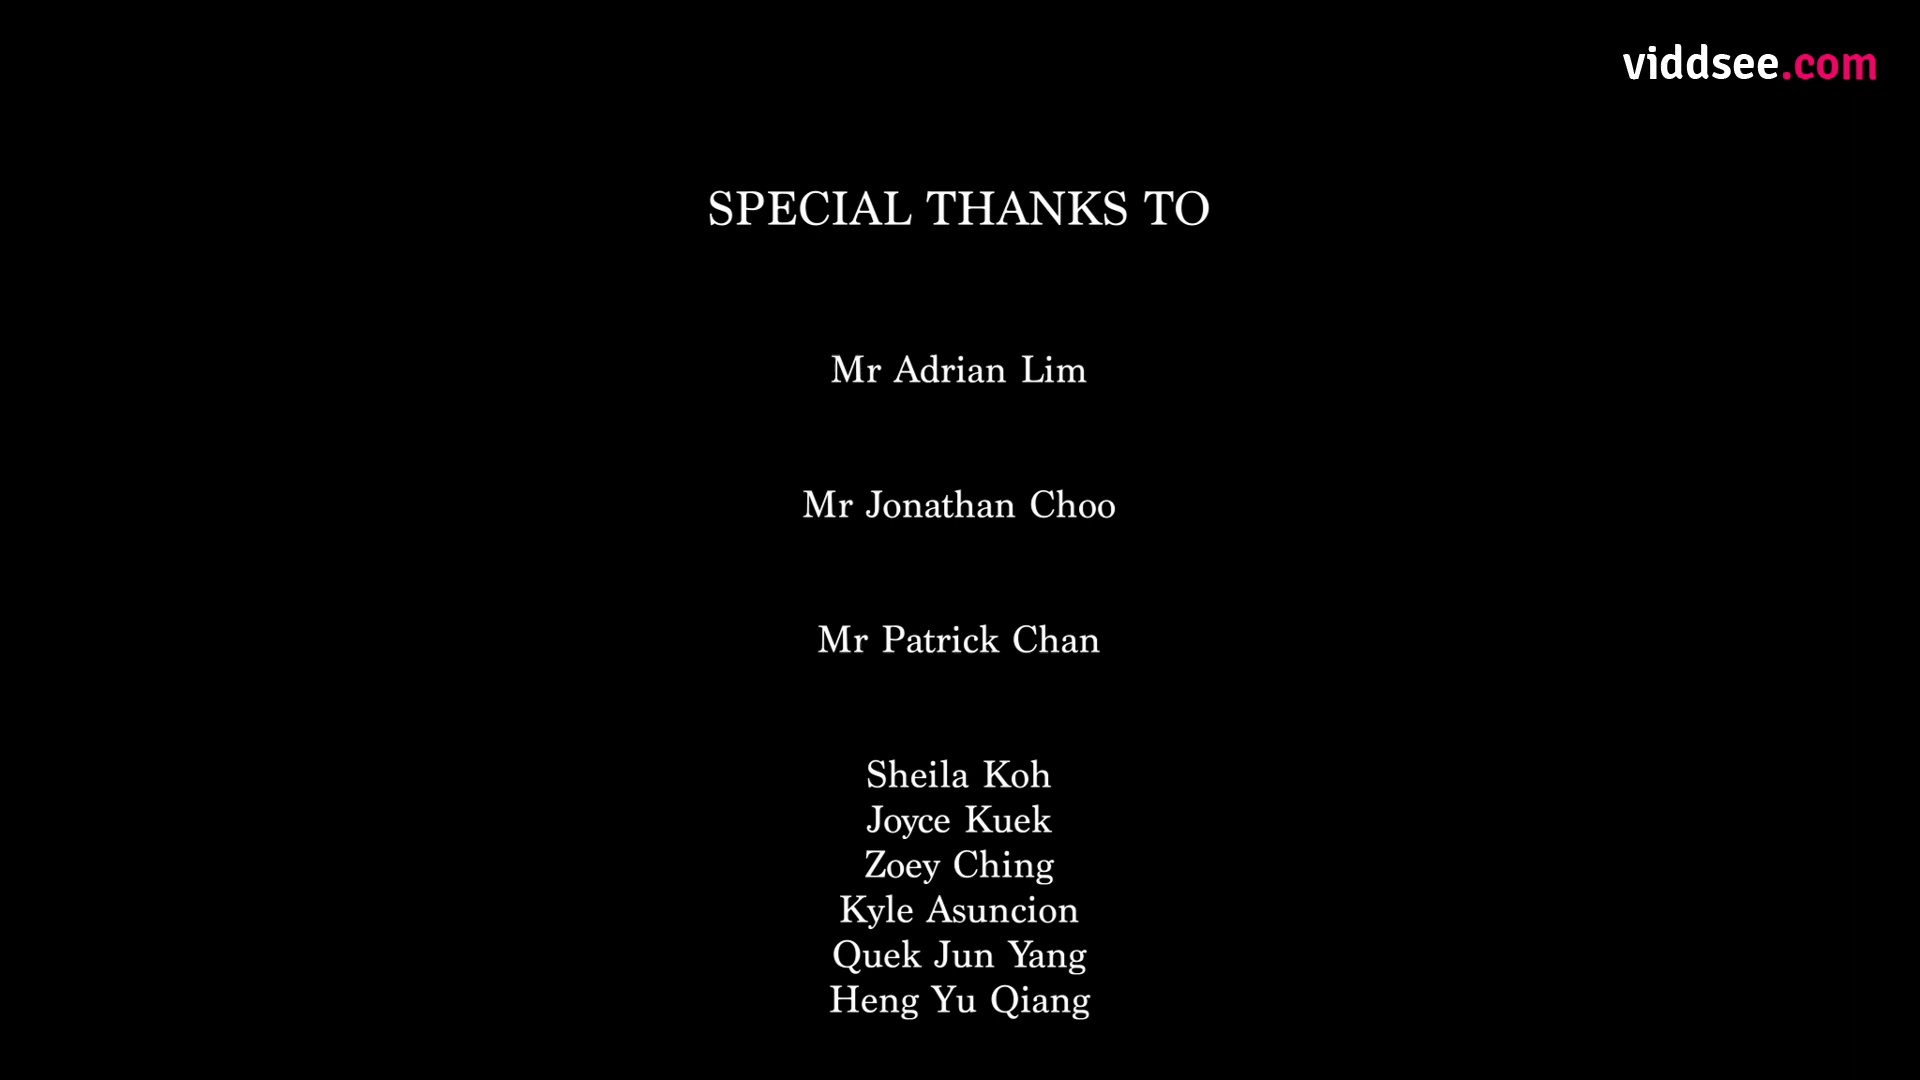 viddsee.com
SPECIAL THANKS TO
Mr Adrian Lim
Mr Jonathan Choo
Mr Patrick Chan
Sheila Koh
Joyce Kuek
Zoey Ching
Kyle Asuncion
Quek Jun Yang
Heng Yu Qiang